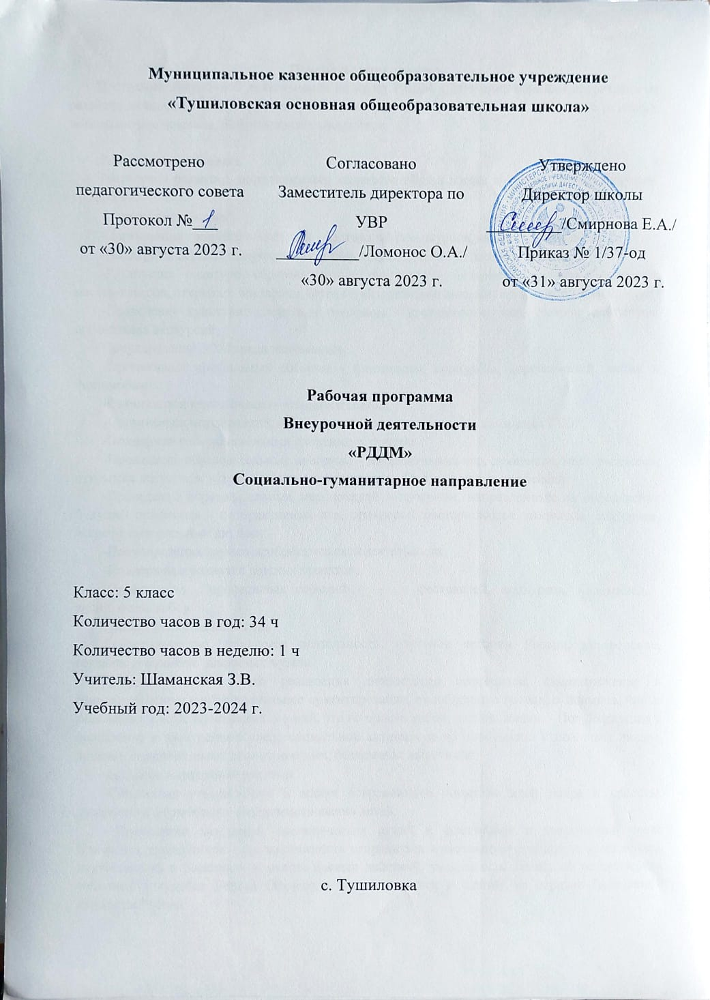 Муниципальное казенное общеобразовательное учреждение
«Тушиловская основная общеобразовательная школа»
Рассмотрено
педагогического совета
Протокол № 1
от «30» августа 2023 г.
Согласовано
Заместитель директора по
УВР
/Ломонос О.А./
«30» августа 2023 г.
Утверждено
Директор школы
/Смирнова Е.А./
Приказ № 1/37-од
от «31» августа 2023 г.
Рабочая программа
Внеурочной деятельности
«РДДМ»
Социально-гуманитарное направление
Класс: 5 класс
Количество часов в год: 34 ч
Количество часов в неделю: 1 ч
Учитель: Шаманская З.В.
Учебный год: 2023-2024 г.
с. Тушиловка